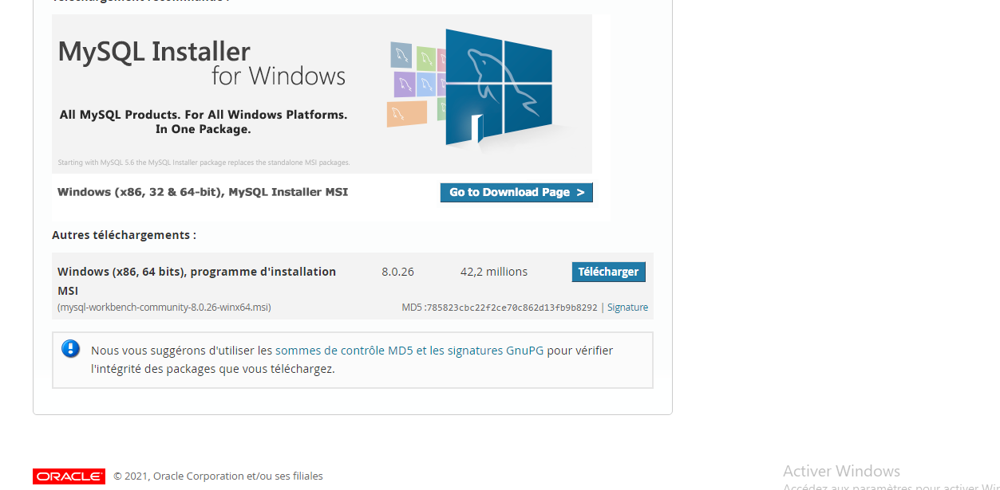 Téléchargement recommandé :
MySQL Installer
for Windows
All MySQL Products. For All Windows Platforms.
In One Package.
Starting with MySQL 5.6 the MySQL Installer package replaces the standalone MSI packages.
Windows (x86, 32 & 64-bit), MySQL Installer MSI
Go to Download Page >
Autres téléchargements :
Windows (x86, 64 bits), programme d'installation
MSI
8.0.26
42,2 millions
Télécharger
(mysql-workbench-community-8.0.26-winx64.msi)
MD5 :785823cbc22f2ce70c862d13fb9b8292 | Signature
Nous vous suggérons d'utiliser les sommes de contrôle MD5 et les signatures GnuPG pour vérifier
l'intégrité des packages que vous téléchargez.
ORACLE
© 2021, Oracle Corporation et/ou ses filiales
Activer Windows
Accédez aux paramètres pour activer Win